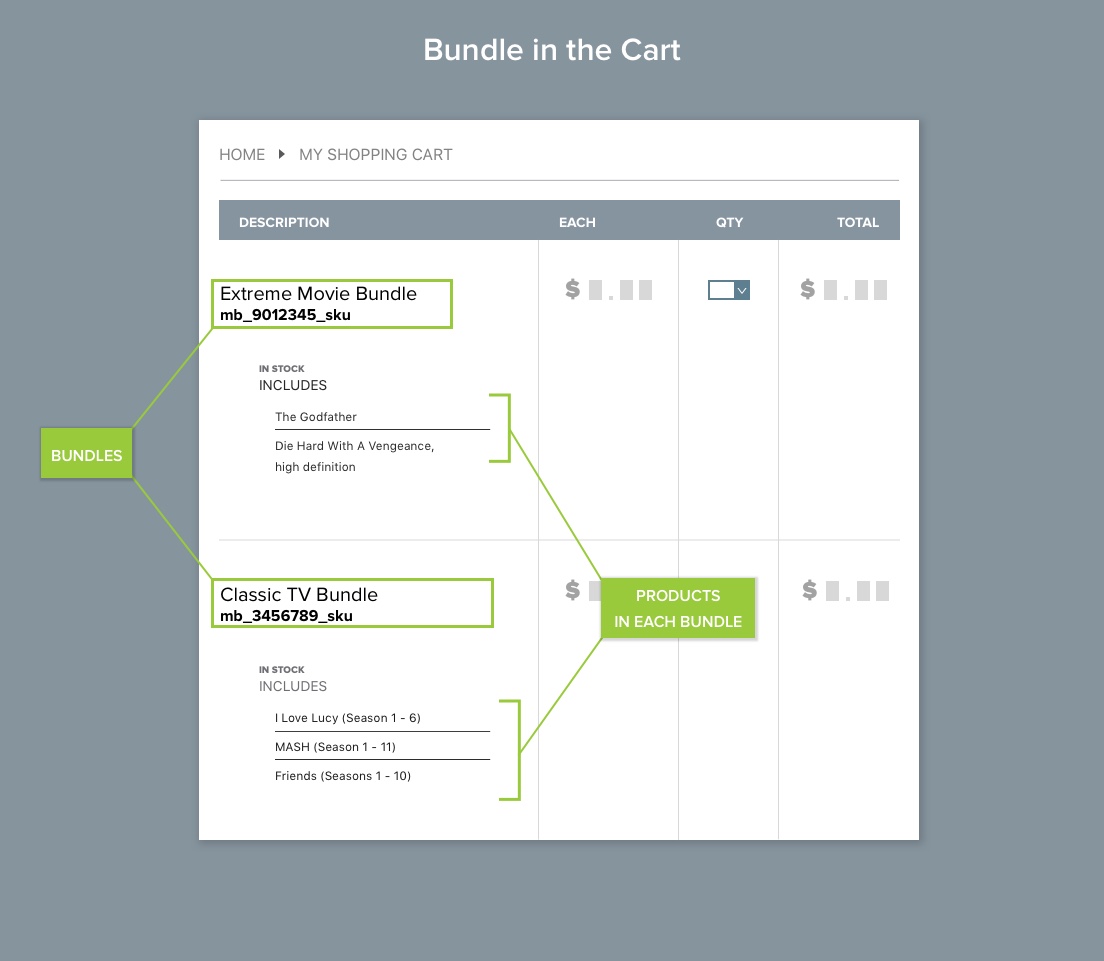 Bundle in the Cart
HOME MY SHOPPING CART
DESCRIPTION EACH QTY TOTAL
Extreme Movie Bundle $ $
mb_9012345_sku
IN STOCK
INCLUDES
The Godfather
Die Hard With A Vengeance,
high definition
BUNDLES
Classic TV Bundle $ $
mb_3456789_sku
PRODUCTS
IN EACH BUNDLE
IN STOCK
INCLUDES
I Love Lucy (Season 1 - 6)
MASH (Season 1 - 11)
Friends (Seasons 1 - 10)